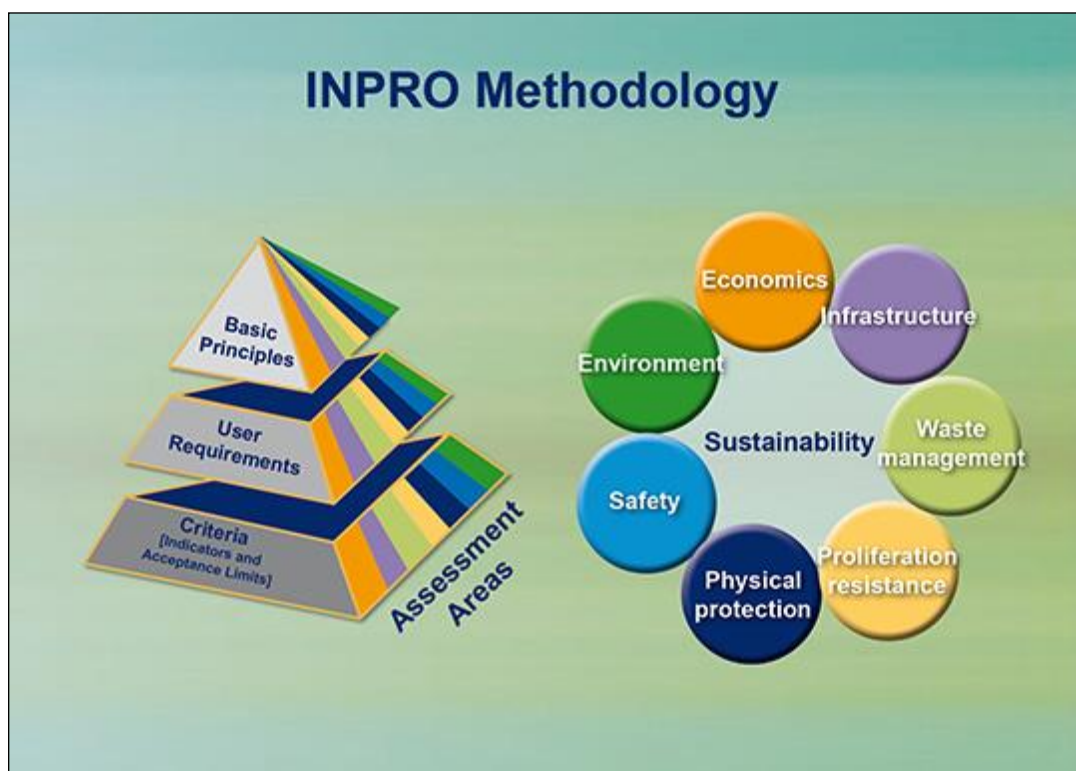 INPRO Methodology
Basic
Principles
User
Requirements
Criteria
[Indicators and
Acceptance Limits]
Assessment
Areas
Economics
Infrastructure
Environment
Sustainability
Waste
management
Safety
Proliferation
resistance
Physical
protection